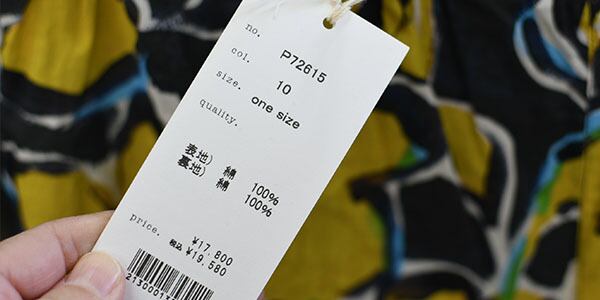 no. P72615
col. 10
size. one size
quality.
表地) 綿 100%
裏地) 綿 100%
price. ¥17,800
税込 ¥19,580